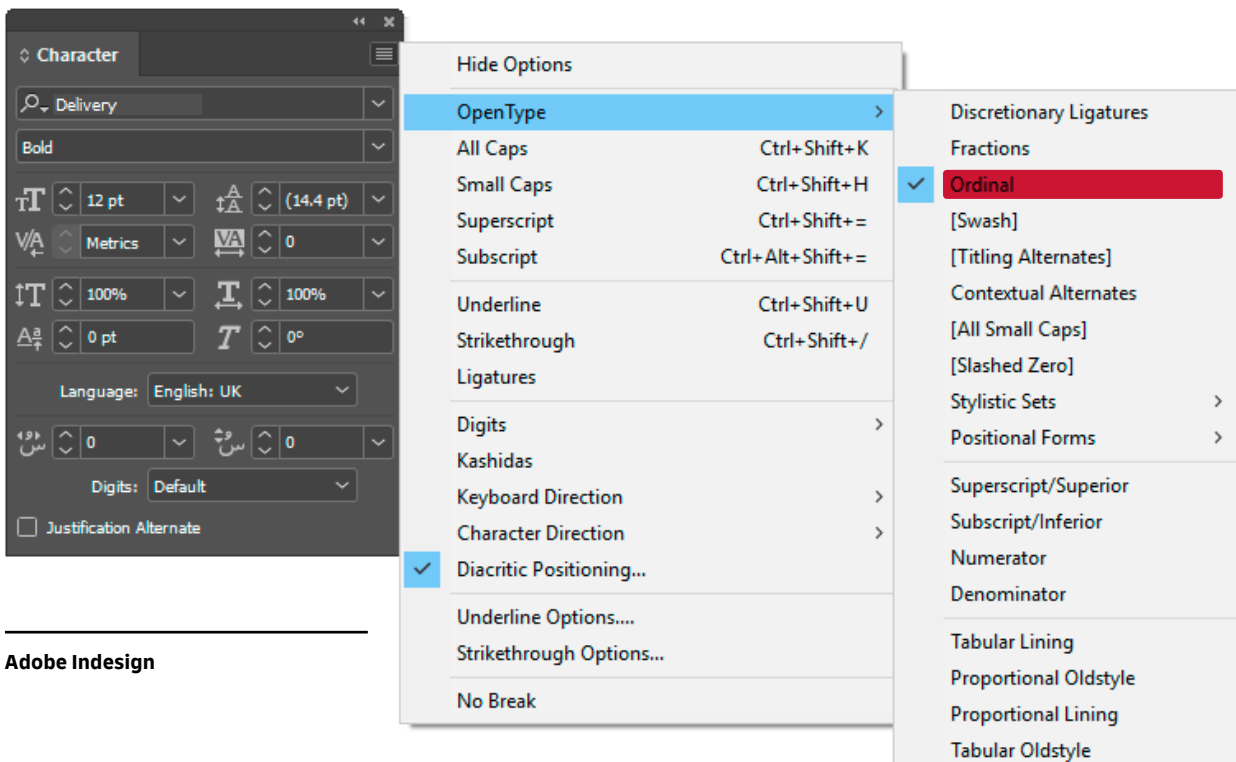 Character
Delivery
Bold
12 pt
(14.4 pt)
Metrics
0
100%
100%
0 pt
0°
Language: English: UK
0
0
Digits: Default
Justification Alternate
Adobe Indesign
Hide Options
OpenType
All Caps Ctrl+Shift+K
Small Caps Ctrl+Shift+H
Superscript Ctrl+Shift+=
Subscript Ctrl+Alt+Shift+=
Underline Ctrl+Shift+U
Strikethrough Ctrl+Shift+/
Ligatures
Digits
Kashidas
Keyboard Direction
Character Direction
Diacritic Positioning...
Underline Options....
Strikethrough Options...
No Break
Discretionary Ligatures
Fractions
Ordinal
[Swash]
[Titling Alternates]
Contextual Alternates
[All Small Caps]
[Slashed Zero]
Stylistic Sets
Positional Forms
Superscript/Superior
Subscript/Inferior
Numerator
Denominator
Tabular Lining
Proportional Oldstyle
Proportional Lining
Tabular Oldstyle